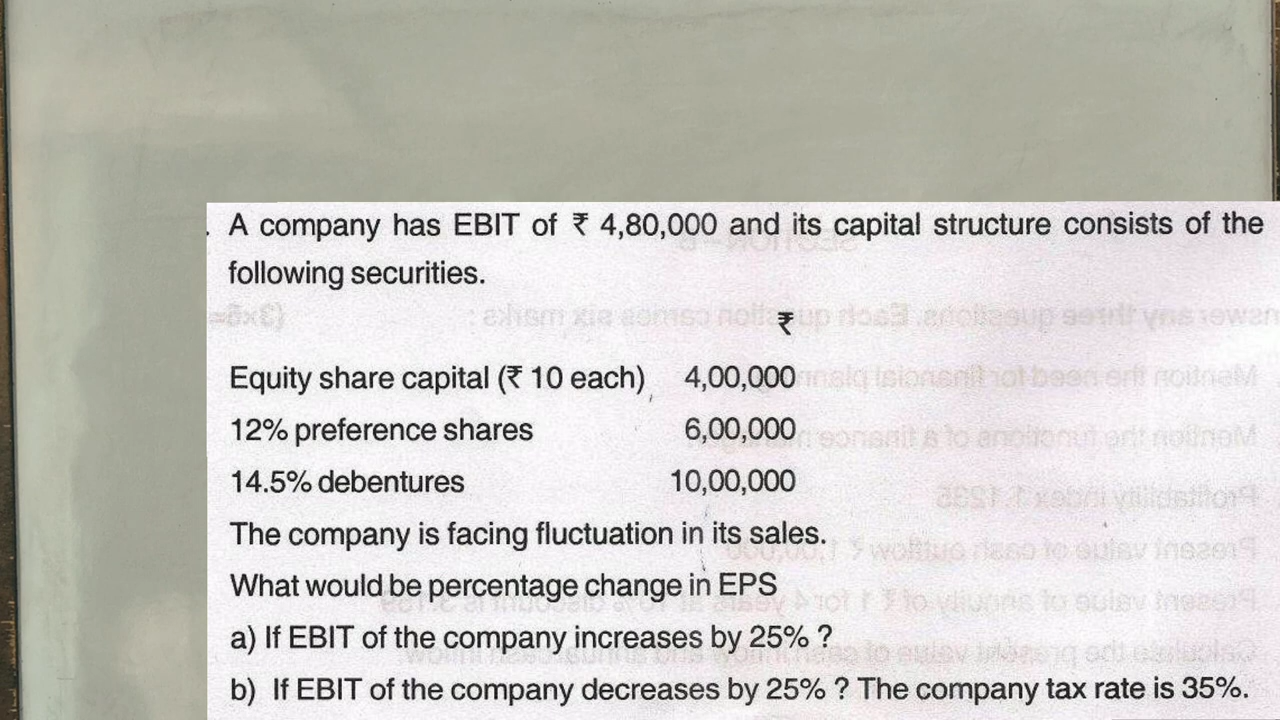 A company has EBIT of ₹ 4,80,000 and its capital structure consists of the
following securities.
₹
Equity share capital (₹ 10 each) 4,00,000
12% preference shares 6,00,000
14.5% debentures 10,00,000
The company is facing fluctuation in its sales.
What would be percentage change in EPS
a) If EBIT of the company increases by 25% ?
b) If EBIT of the company decreases by 25% ? The company tax rate is 35%.